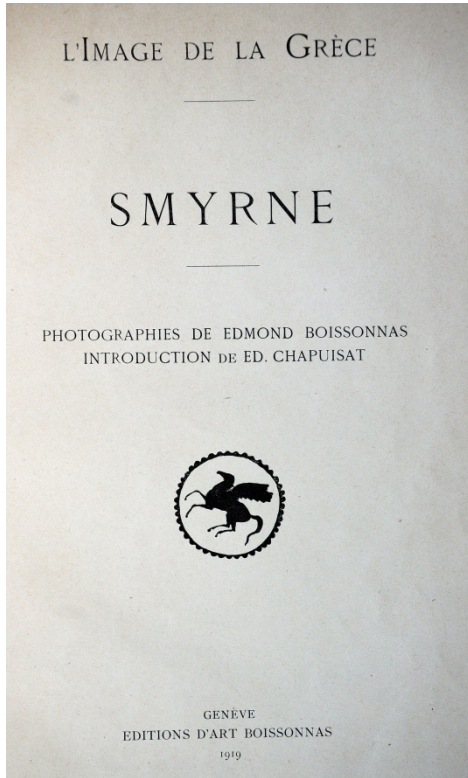 L'IMAGE DE LA GRÈCE
SMYRNE
PHOTOGRAPHIES DE EDMOND BOISSONNAS
INTRODUCTION DE ED. CHAPUISAT
GENÈVE
EDITIONS D'ART BOISSONNAS
1919